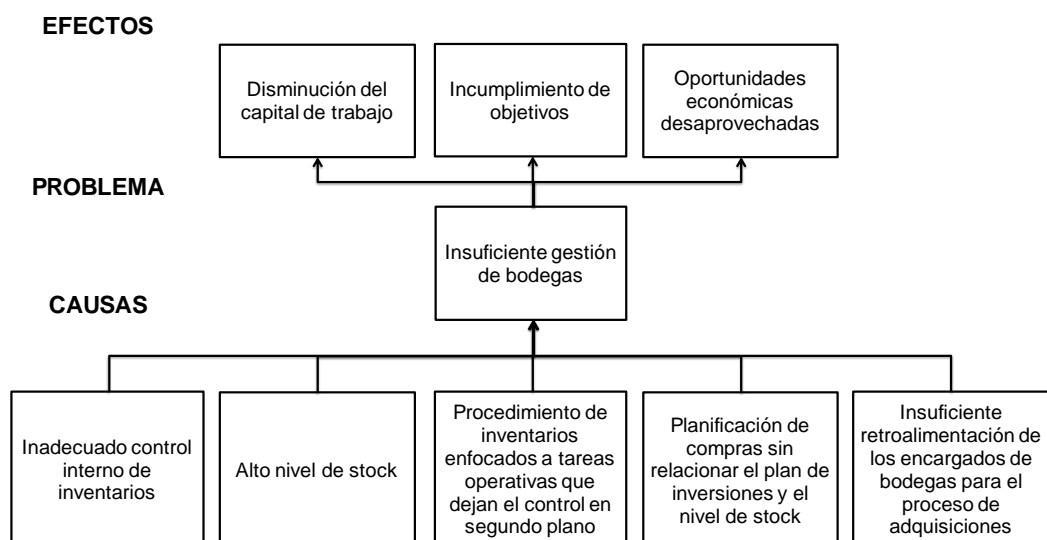 EFECTOS
Disminución del
capital de trabajo
Incumplimiento de
objetivos
Oportunidades
económicas
desaprovechadas
PROBLEMA
Insuficiente gestión
de bodegas
CAUSAS
Inadecuado control
interno de
inventarios
Alto nivel de stock
Procedimiento de
inventarios
enfocados a tareas
operativas que
dejan el control en
segundo plano
Planificación de
compras sin
relacionar el plan de
inversiones y el
nivel de stock
Insuficiente
retroalimentación de
los encargados de
bodegas para el
proceso de
adquisiciones